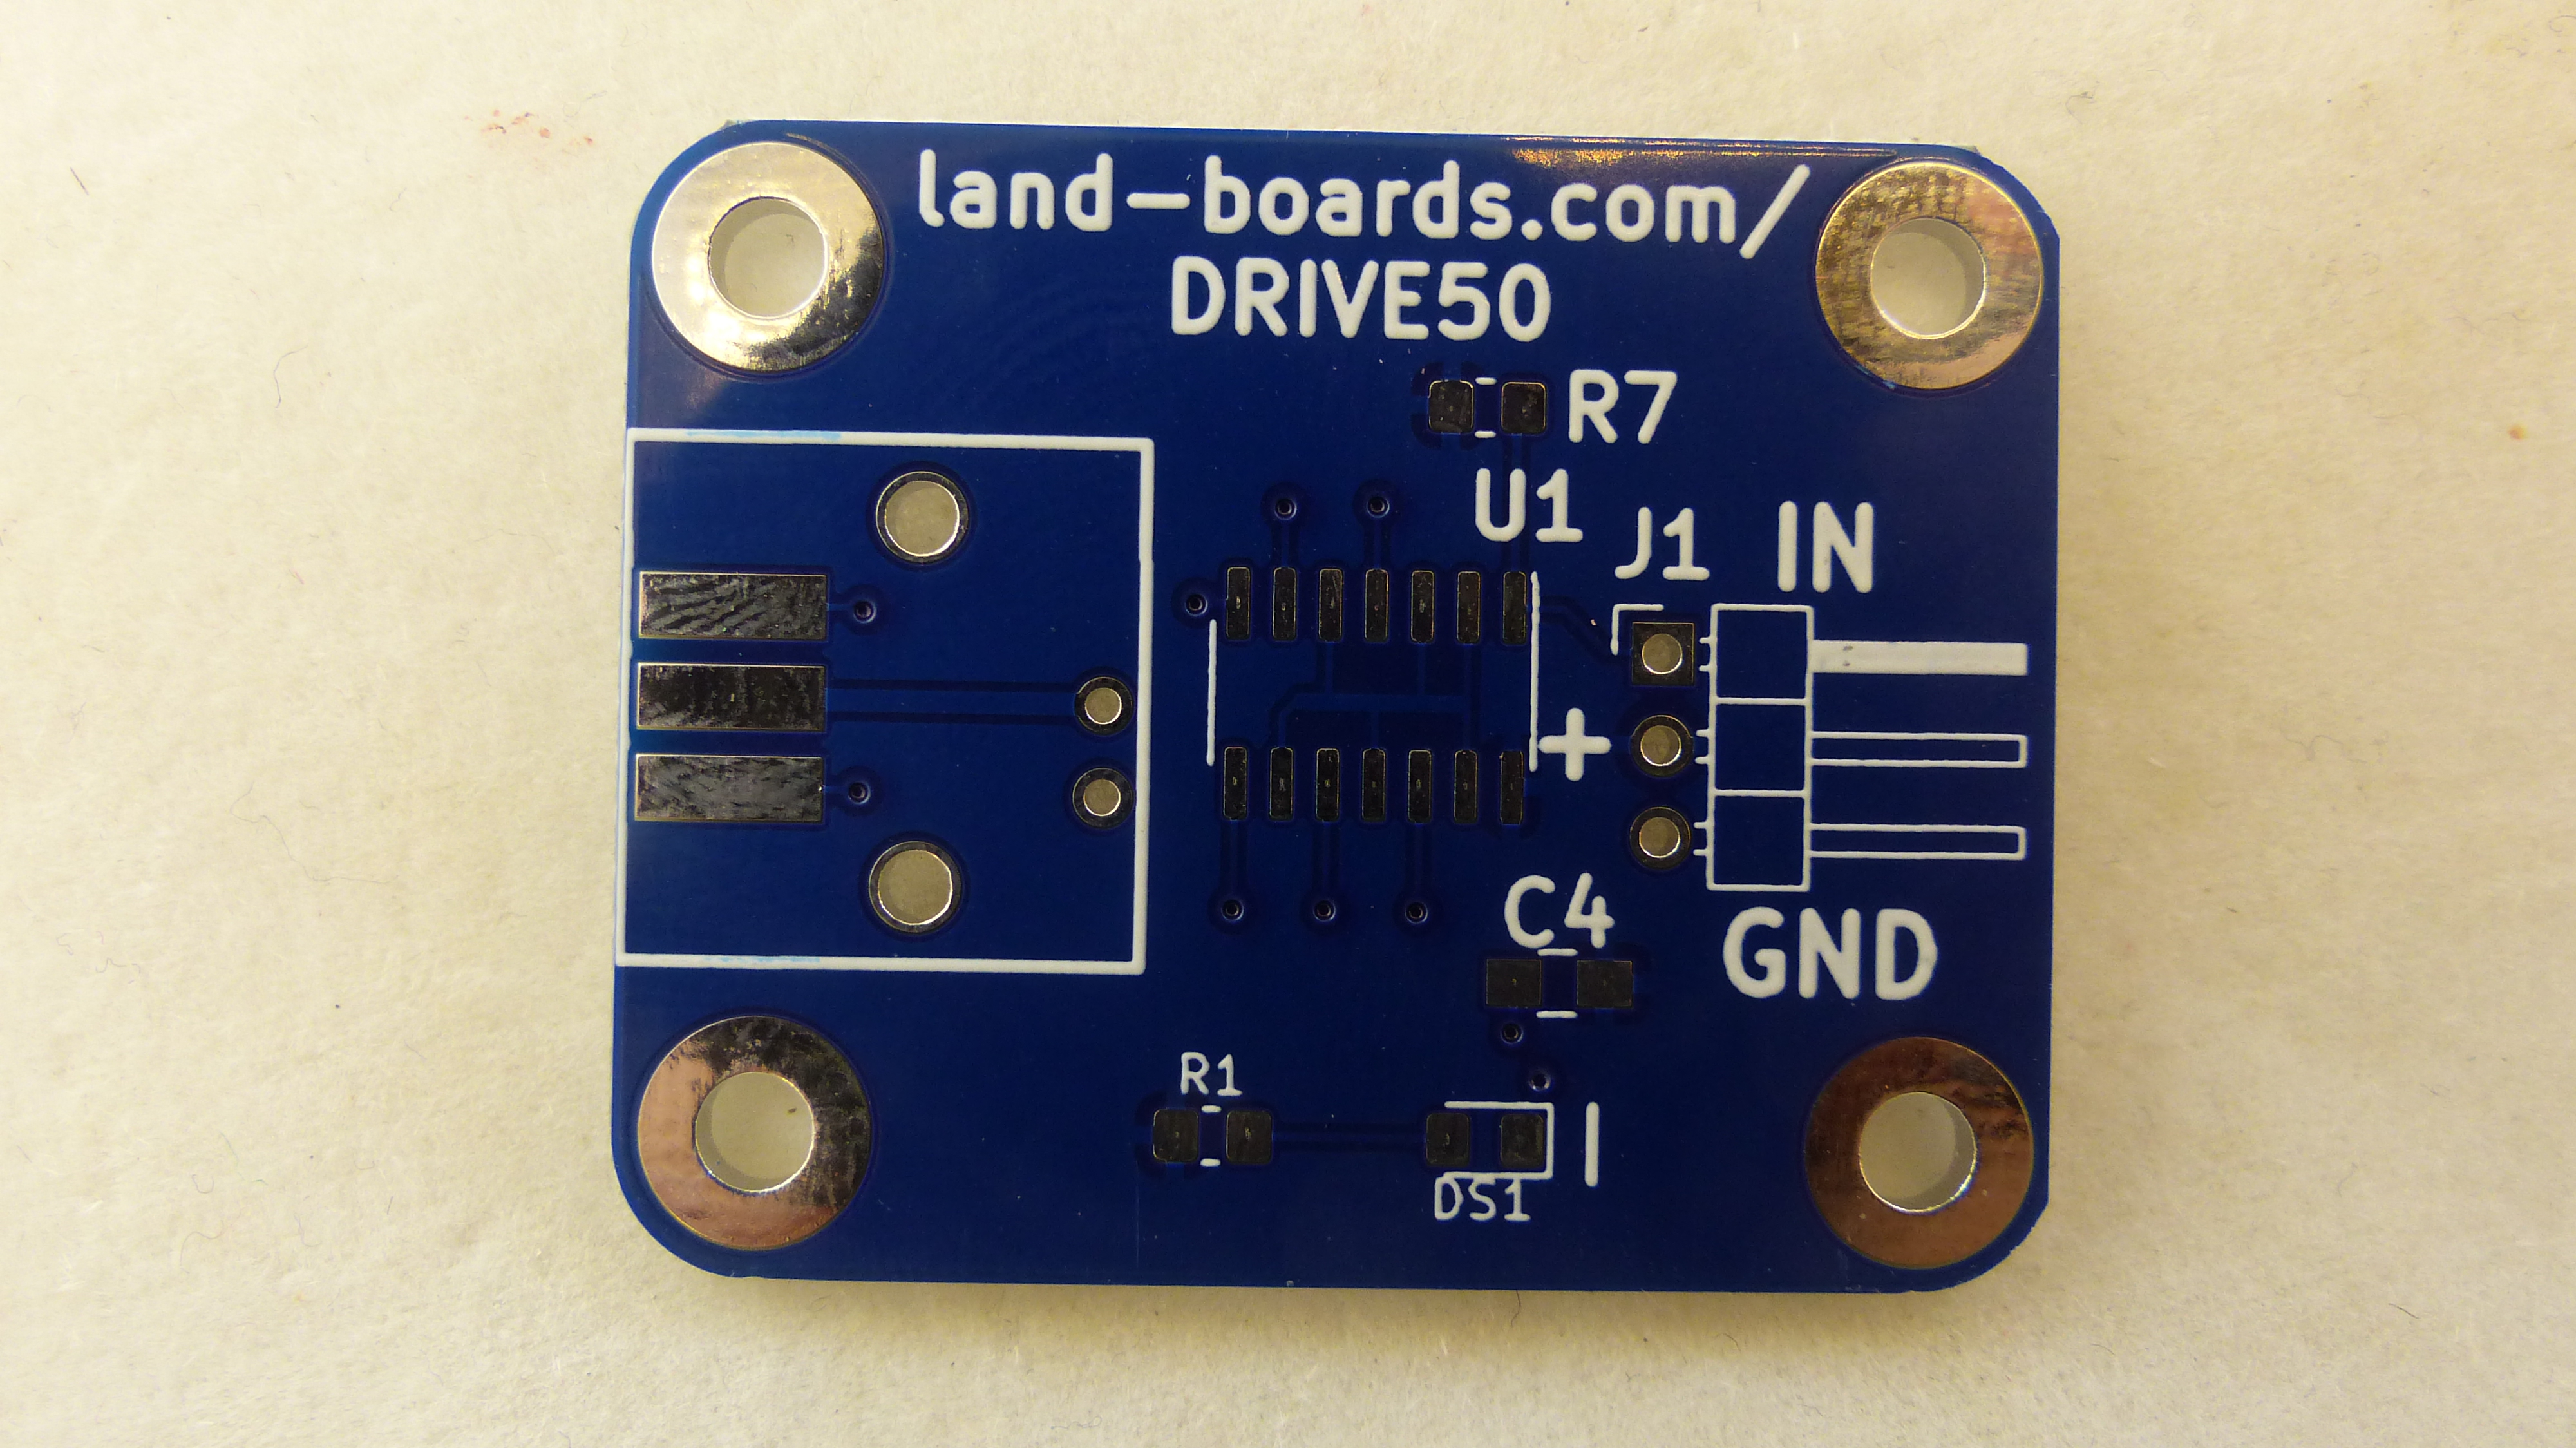 land-boards.com/
DRIVE50
R7
U1
J1 IN
+
C4
GND
R1
DS1